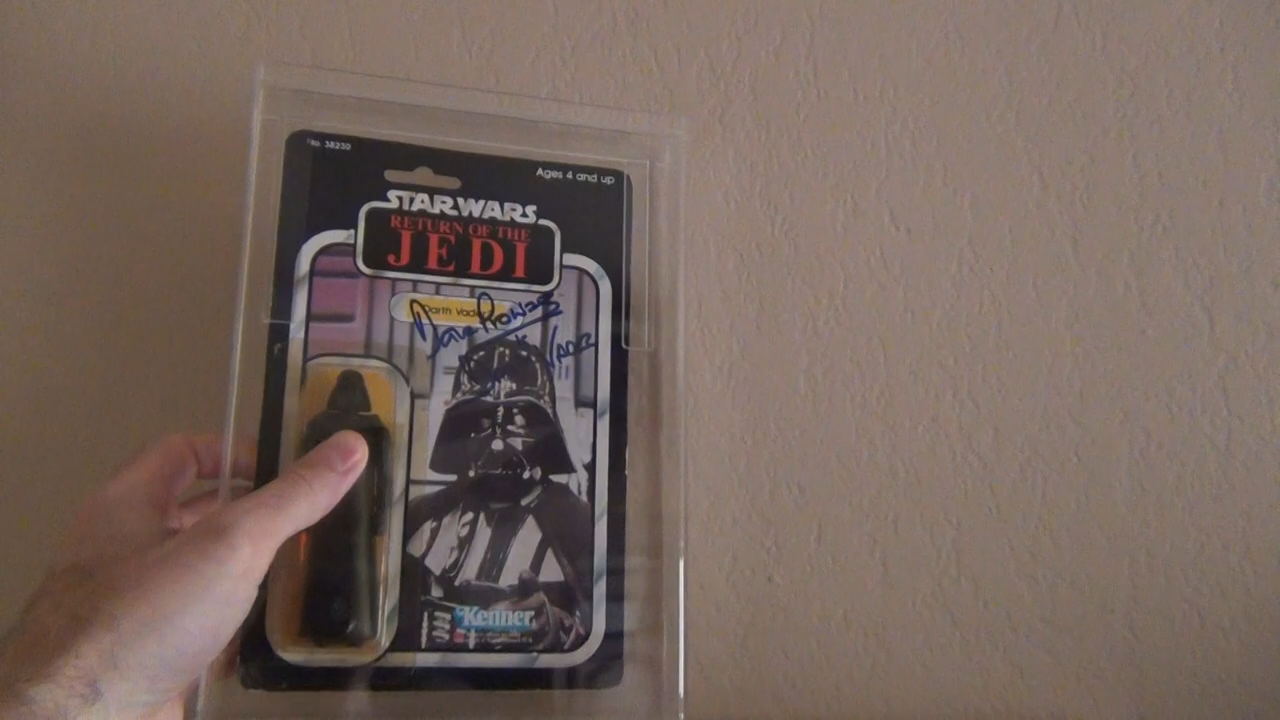 No. 38230
Ages 4 and up
STAR WARS
RETURN OF THE
JEDI
Darth Vader
Dave Prowse
Vader
Kenner